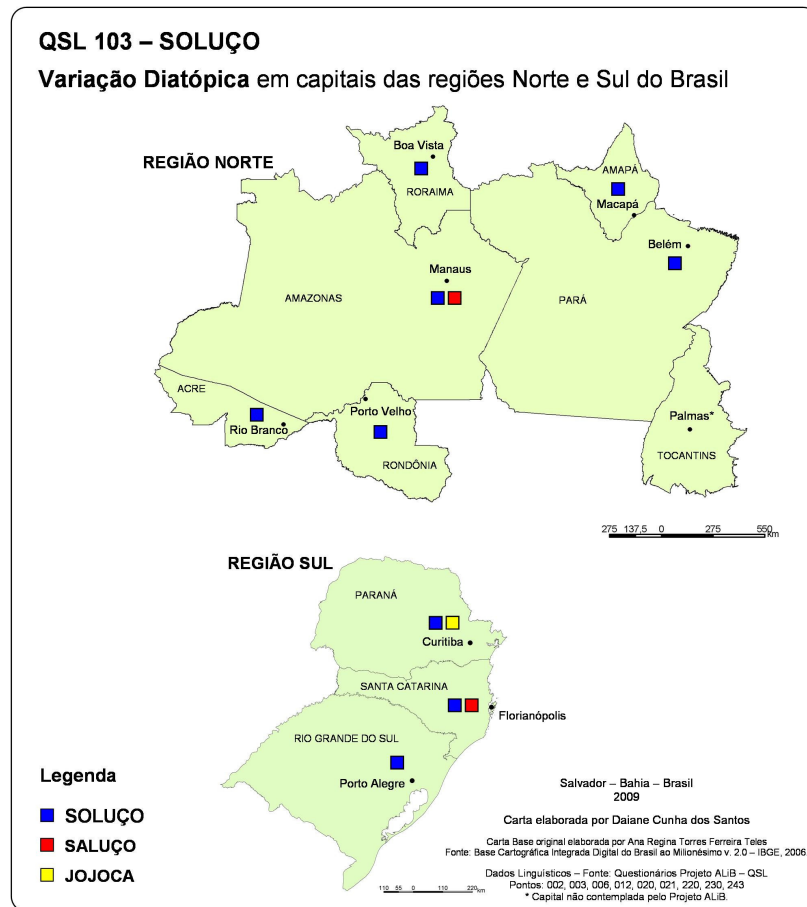 QSL 103 – SOLUÇO
Variação Diatópica em capitais das regiões Norte e Sul do Brasil
REGIÃO NORTE
Boa Vista
RORAIMA
AMAPÁ
Macapá
Belém
Manaus
AMAZONAS
PARÁ
ACRE
Rio Branco
Porto Velho
RONDÔNIA
Palmas*
TOCANTINS
275 137,5 0 275 550
km
REGIÃO SUL
PARANÁ
Curitiba
SANTA CATARINA
Florianópolis
RIO GRANDE DO SUL
Porto Alegre
Legenda
SOLUÇO
SALUÇO
JOJOCA
110 55 0 110 220
km
Salvador – Bahia – Brasil
2009
Carta elaborada por Daiane Cunha dos Santos
Carta Base original elaborada por Ana Regina Torres Ferreira Teles
Fonte: Base Cartográfica Integrada Digital do Brasil ao Milionésimo v. 2.0 – IBGE, 2006
Dados Linguísticos – Fonte: Questionários Projeto ALiB – QSL
Pontos: 002, 003, 006, 012, 020, 021, 220, 230, 243
* Capital não contemplada pelo Projeto ALiB.